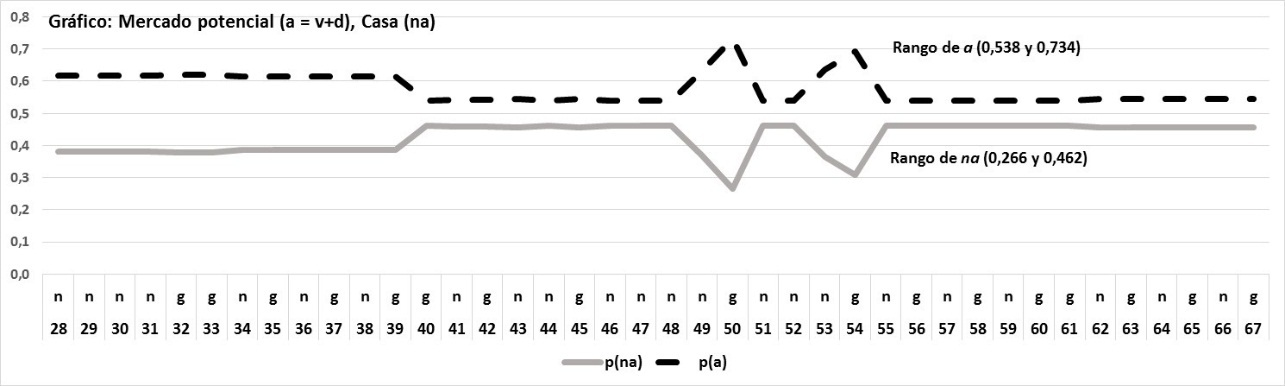 Gráfico: Mercado potencial (a = v+d), Casa (na)
0,8
0,7
0,6
0,5
0,4
0,3
0,2
0,1
0,0
Rango de a (0,538 y 0,734)
Rango de na (0,266 y 0,462)
n n n n g g n g n g n g g n g n n g n n n n g n n n g n g n g n g g n g n g n g
28 29 30 31 32 33 34 35 36 37 38 39 40 41 42 43 44 45 46 47 48 49 50 51 52 53 54 55 56 57 58 59 60 61 62 63 64 65 66 67
p(na) p(a)